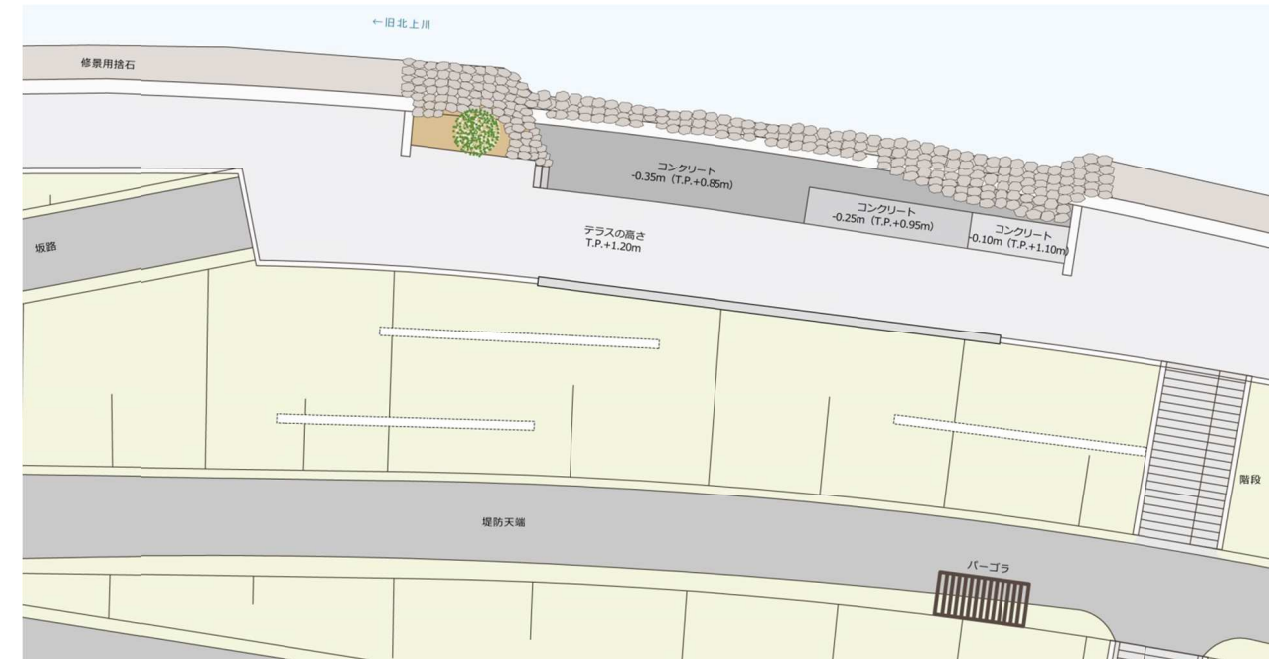 ←旧北上川
修景用捨石
コンクリート
-0.35m（T.P.+0.85m）
コンクリート
-0.25m（T.P.+0.95m）
コンクリート
-0.10m（T.P.+1.10m）
テラスの高さ
T.P.+1.20m
坂路
階段
堤防天端
パーゴラ